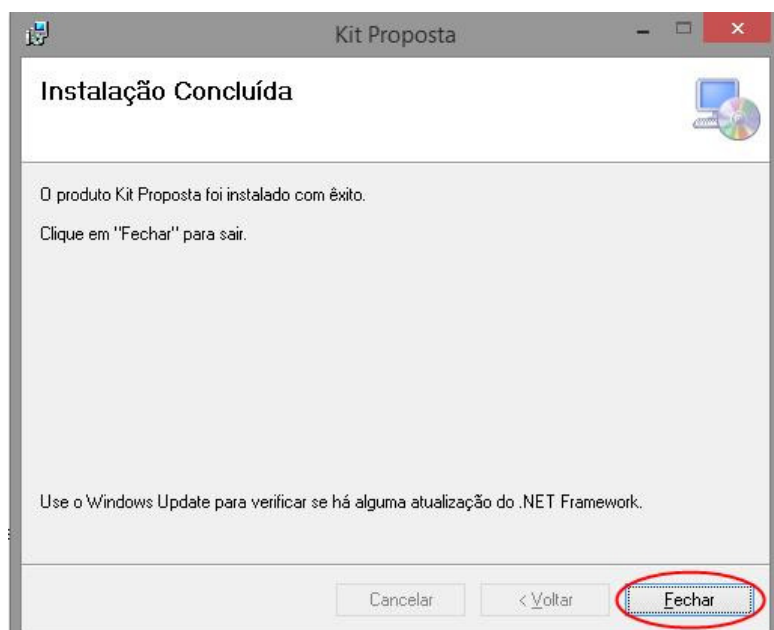 Kit Proposta
Instalação Concluída
O produto Kit Proposta foi instalado com êxito.
Clique em "Fechar" para sair.
Use o Windows Update para verificar se há alguma atualização do .NET Framework.
Cancelar
< Voltar
Fechar